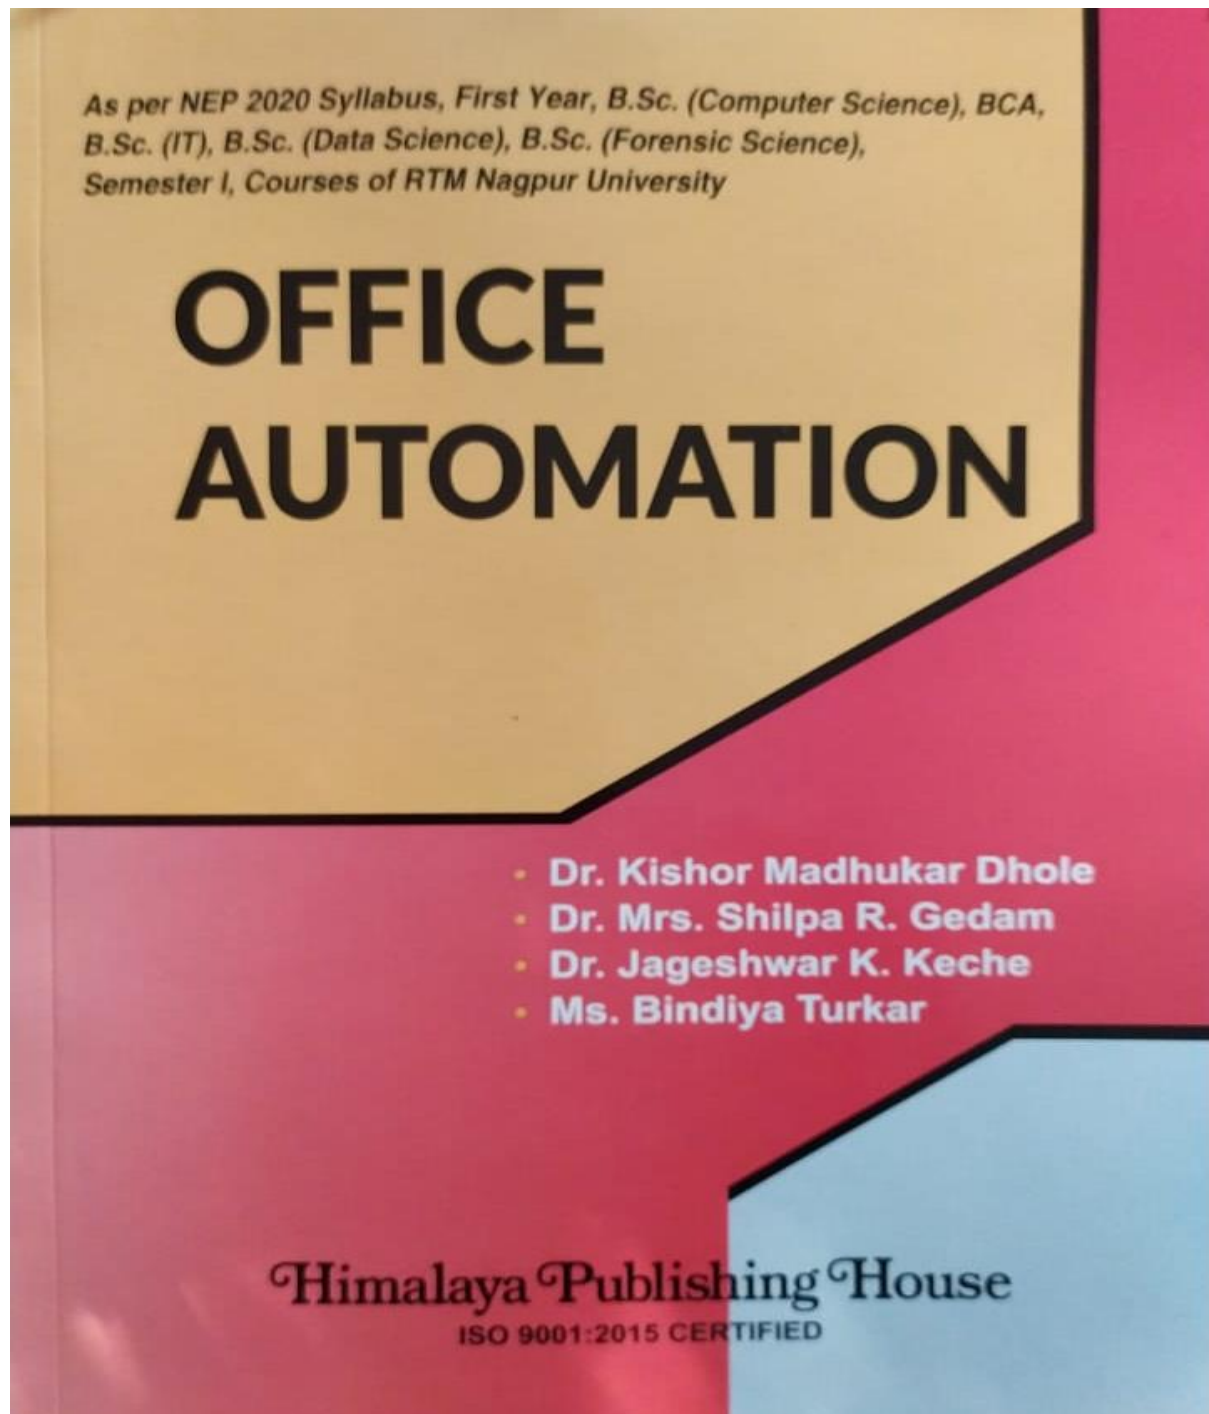 As per NEP 2020 Syllabus, First Year, B.Sc. (Computer Science), BCA,
B.Sc. (IT), B.Sc. (Data Science), B.Sc. (Forensic Science),
Semester I, Courses of RTM Nagpur University
OFFICE
AUTOMATION
• Dr. Kishor Madhukar Dhole
• Dr. Mrs. Shilpa R. Gedam
• Dr. Jageshwar K. Keche
• Ms. Bindiya Turkar
Himalaya Publishing House
ISO 9001:2015 CERTIFIED